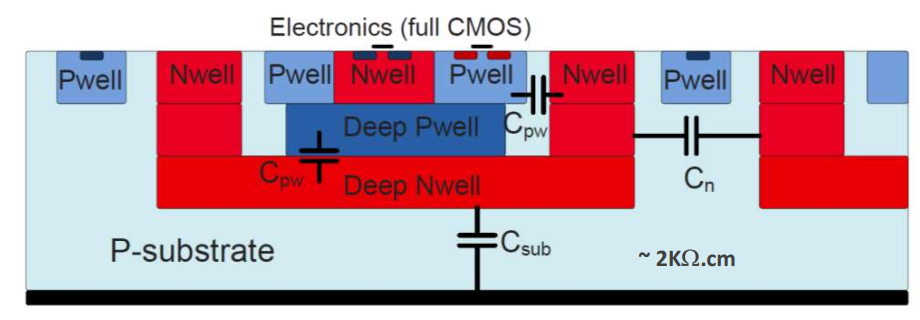 Electronics (full CMOS)
Pwell
Nwell
Pwell
Nwell
Pwell
Nwell
Pwell
Nwell
Deep Pwell
Cpw
Cpw
Cn
Deep Nwell
Csub
P-substrate
~ 2KΩ.cm